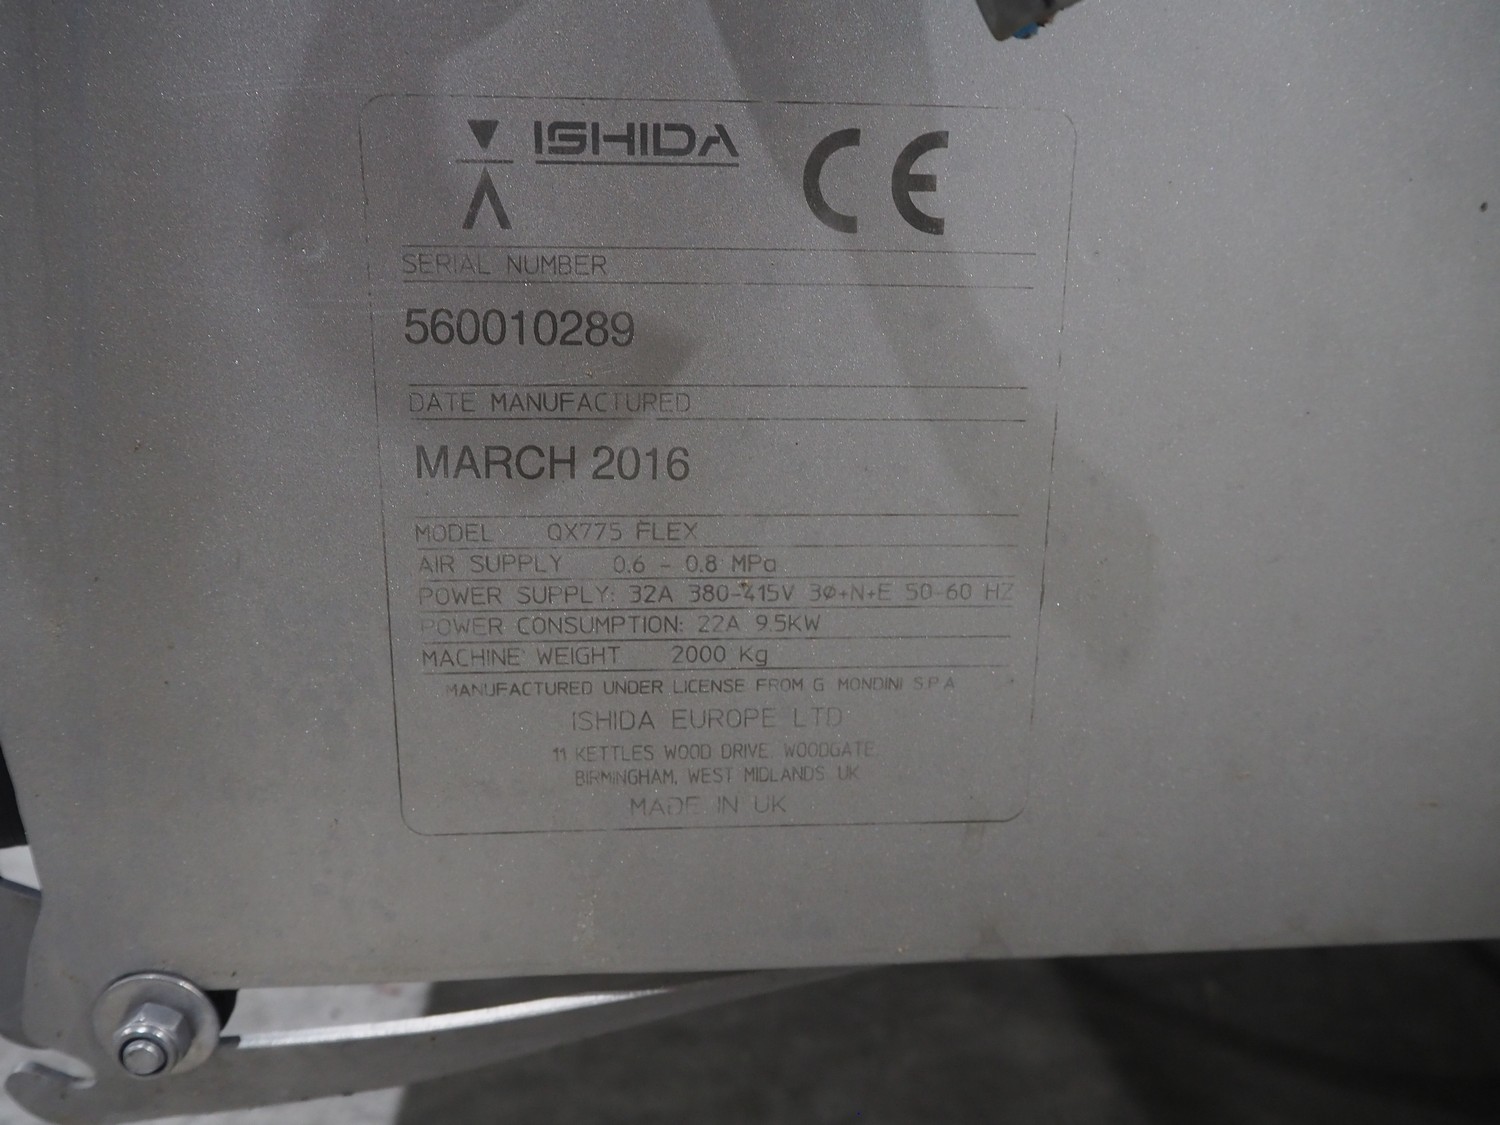 ISHIDA CE
SERIAL NUMBER
560010289
DATE MANUFACTURED
MARCH 2016
MODEL QX775 FLEX
AIR SUPPLY 0.6 - 0.8 MPa
POWER SUPPLY: 32A 380-415V 3Ø+N+E 50-60 HZ
POWER CONSUMPTION: 22A 9.5KW
MACHINE WEIGHT 2000 Kg
MANUFACTURED UNDER LICENSE FROM G MONDINI S.P.A
ISHIDA EUROPE LTD
11 KETTLES WOOD DRIVE, WOODGATE
BIRMINGHAM, WEST MIDLANDS UK
MADE IN UK